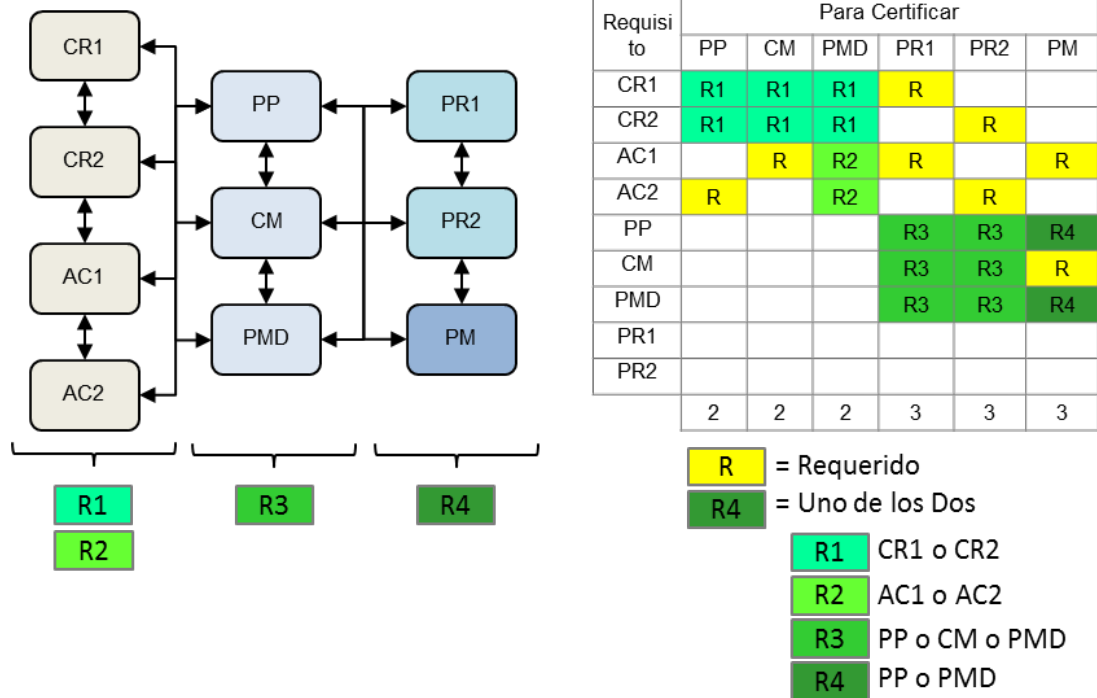 CR1
CR2
AC1
AC2
PP
CM
PMD
PR1
PR2
PM
R1
R2
R3
R4
Requisi
to
Para Certificar
PP CM PMD PR1 PR2 PM
CR1 R1 R1 R1 R
CR2 R1 R1 R1 R
AC1 R R2 R R
AC2 R R2 R
PP R3 R3 R4
CM R3 R3 R
PMD R3 R3 R4
PR1
PR2
2 2 2 3 3 3
R = Requerido
R4 = Uno de los Dos
R1 CR1 o CR2
R2 AC1 o AC2
R3 PP o CM o PMD
R4 PP o PMD